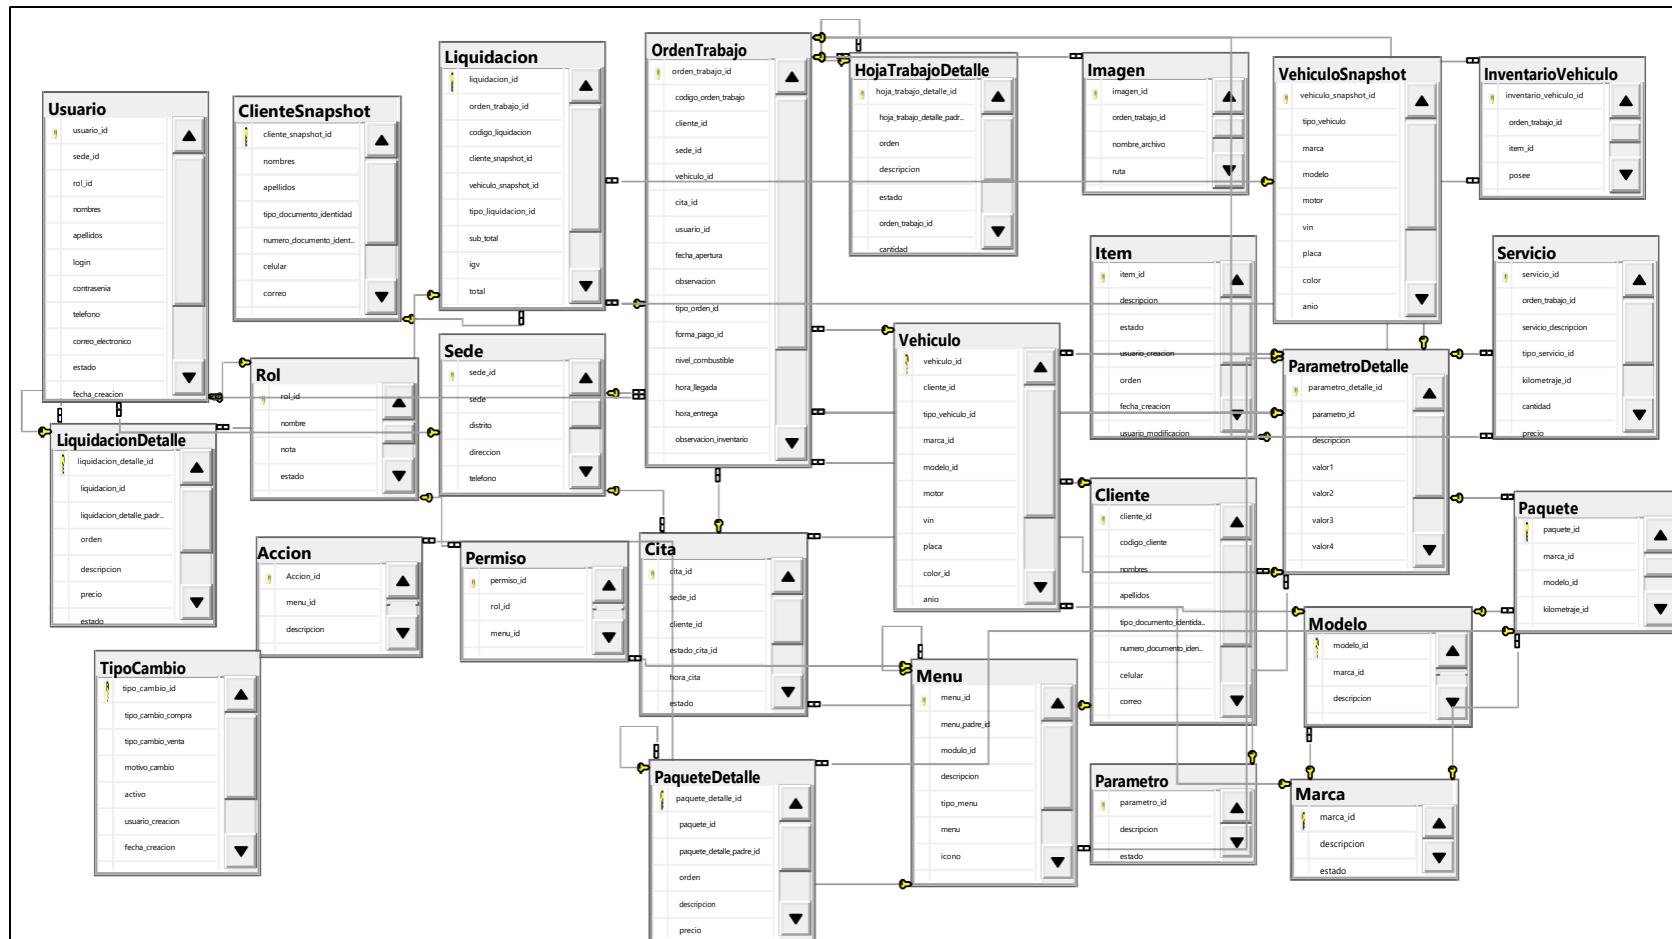 Usuario
usuario_id
sede_id
rol_id
nombres
apellidos
login
contrasenia
telefono
correo_electronico
estado
fecha_creacion
ClienteSnapshot
cliente_snapshot_id
nombres
apellidos
tipo_documento_identidad
numero_documento_ident...
celular
correo
Liquidacion
liquidacion_id
orden_trabajo_id
codigo_liquidacion
cliente_snapshot_id
vehiculo_snapshot_id
tipo_liquidacion_id
sub_total
igv
total
OrdenTrabajo
orden_trabajo_id
codigo_orden_trabajo
cliente_id
sede_id
vehiculo_id
cita_id
usuario_id
fecha_apertura
observacion
tipo_orden_id
forma_pago_id
nivel_combustible
hora_llegada
hora_entrega
observacion_inventario
HojaTrabajoDetalle
hoja_trabajo_detalle_id
hoja_trabajo_detalle_padr...
orden
descripcion
estado
orden_trabajo_id
cantidad
Imagen
imagen_id
orden_trabajo_id
nombre_archivo
ruta
VehiculoSnapshot
vehiculo_snapshot_id
tipo_vehiculo
marca
modelo
motor
vin
placa
color
anio
InventarioVehiculo
inventario_vehiculo_id
orden_trabajo_id
item_id
posee
Item
item_id
descripcion
estado
usuario_creacion
orden
fecha_creacion
usuario_modificacion
Servicio
servicio_id
orden_trabajo_id
servicio_descripcion
tipo_servicio_id
kilometraje_id
cantidad
precio
Rol
rol_id
nombre
nota
estado
Sede
sede_id
sede
distrito
direccion
telefono
Vehiculo
vehiculo_id
cliente_id
tipo_vehiculo_id
marca_id
modelo_id
motor
vin
placa
color_id
anio
ParametroDetalle
parametro_detalle_id
parametro_id
descripcion
valor1
valor2
valor3
valor4
LiquidacionDetalle
liquidacion_detalle_id
liquidacion_id
liquidacion_detalle_padr...
orden
descripcion
precio
estado
Cliente
cliente_id
codigo_cliente
nombres
apellidos
tipo_documento_identida...
numero_documento_iden...
celular
correo
Paquete
paquete_id
marca_id
modelo_id
kilometraje_id
Accion
Accion_id
menu_id
descripcion
Permiso
permiso_id
rol_id
menu_id
Cita
cita_id
sede_id
cliente_id
estado_cita_id
hora_cita
estado
Modelo
modelo_id
marca_id
descripcion
TipoCambio
tipo_cambio_id
tipo_cambio_compra
tipo_cambio_venta
motivo_cambio
activo
usuario_creacion
fecha_creacion
Menu
menu_id
menu_padre_id
modulo_id
descripcion
tipo_menu
menu
icono
PaqueteDetalle
paquete_detalle_id
paquete_id
paquete_detalle_padre_id
orden
descripcion
precio
Parametro
parametro_id
descripcion
estado
Marca
marca_id
descripcion
estado